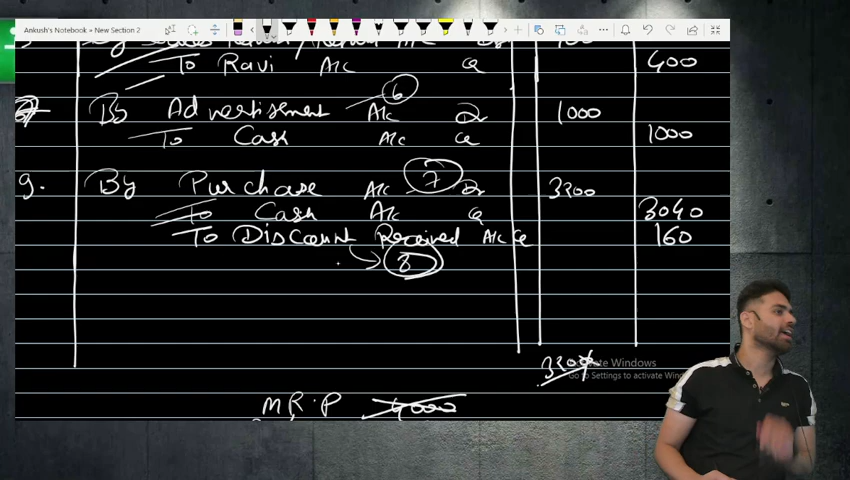 Ankush's Notebook » New Section 2
To Ravi A/c Cr 400
6
By Advertisement A/c Dr 1000
To Cash A/c Cr 1000
9. By Purchase A/c 7 Dr 3200
To Cash A/c Cr 3040
To Discount Received A/c Cr 160
8
3200
Activate Windows
Go to Settings to activate Win
M.R.P 4000